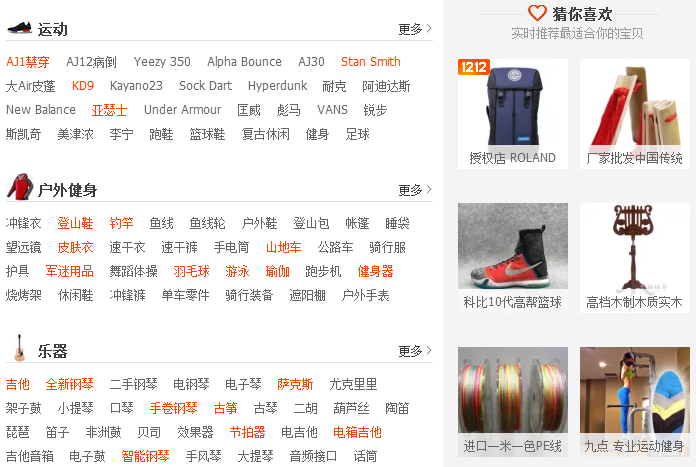 运动 更多
AJ1禁穿 AJ12病倒 Yeezy 350 Alpha Bounce AJ30 Stan Smith
大Air皮蓬 KD9 Kayano23 Sock Dart Hyperdunk 耐克 阿迪达斯
New Balance 亚瑟士 Under Armour 匡威 彪马 VANS 锐步
斯凯奇 美津浓 李宁 跑鞋 篮球鞋 复古休闲 健身 足球
户外健身 更多
冲锋衣 登山鞋 钓竿 鱼线 鱼线轮 户外鞋 登山包 帐篷 睡袋
望远镜 皮肤衣 速干衣 速干裤 手电筒 山地车 公路车 骑行服
护具 军迷用品 舞蹈体操 羽毛球 游泳 瑜伽 跑步机 健身器
烧烤架 休闲鞋 冲锋裤 单车零件 骑行装备 遮阳棚 户外手表
乐器 更多
吉他 全新钢琴 二手钢琴 电钢琴 电子琴 萨克斯 尤克里里
架子鼓 小提琴 口琴 手卷钢琴 古筝 古琴 二胡 葫芦丝 陶笛
琵琶 笛子 非洲鼓 贝司 效果器 节拍器 电吉他 电箱吉他
吉他音箱 电子鼓 智能钢琴 手风琴 大提琴 音频接口 话筒
猜你喜欢
实时推荐最适合你的宝贝
1212
授权店 ROLAND
厂家批发中国传统
科比10代高帮篮球
高档木制木质实木
进口一米一色PE线
九点 专业运动健身